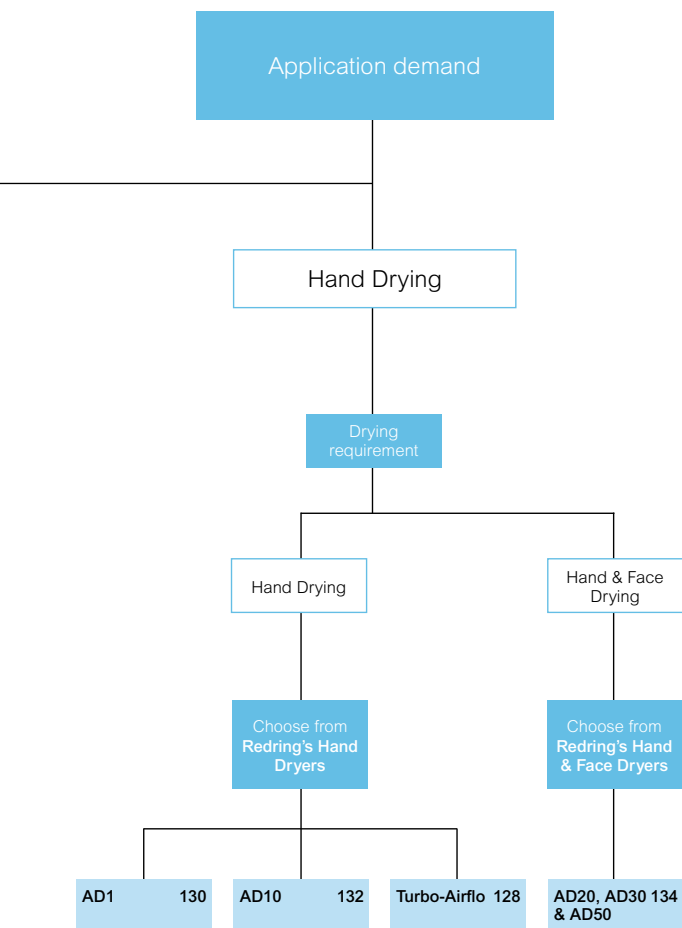 Application demand
Hand Drying
Drying
requirement
Hand Drying
Hand & Face
Drying
Choose from
Redring’s Hand
Dryers
Choose from
Redring’s Hand
& Face Dryers
AD1 130
AD10 132
Turbo-Airflo 128
AD20, AD30 134
& AD50